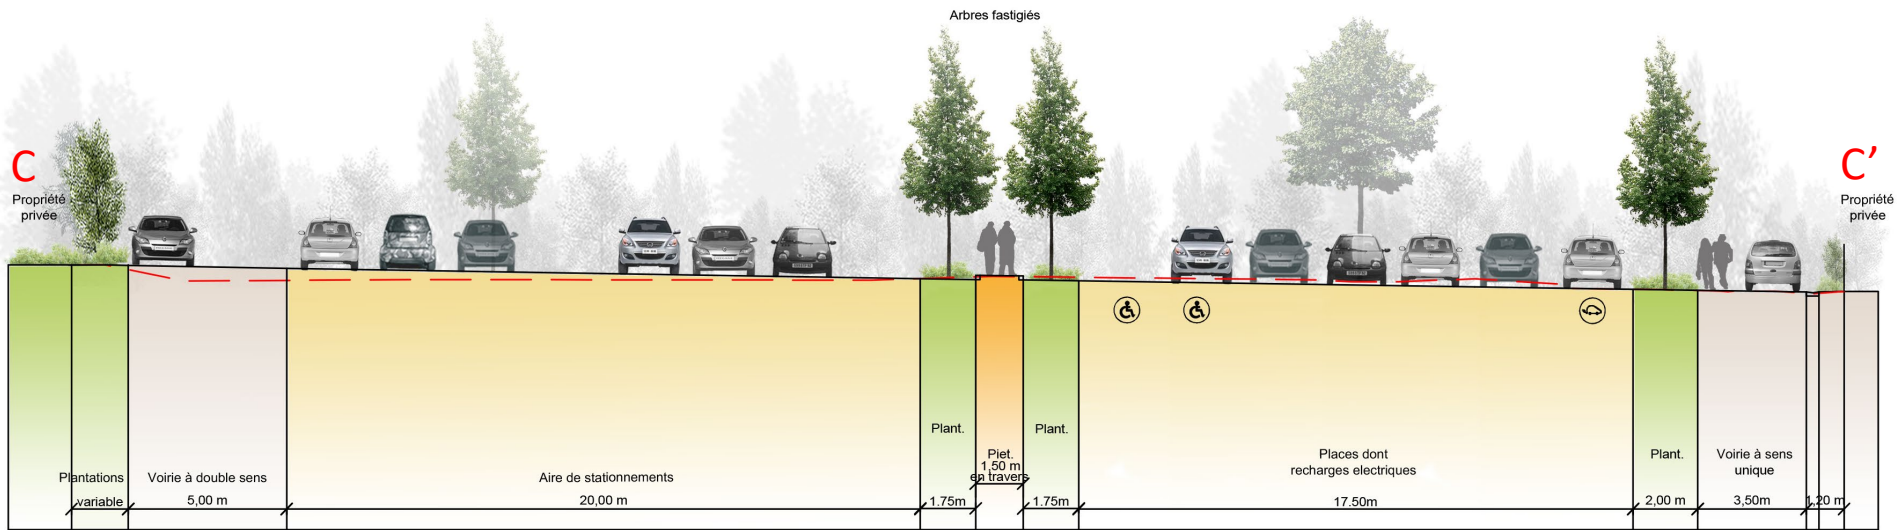 Arbres fastigiés
C
Propriété
privée
C’
Propriété
privée
Plantations
variable
Voirie à double sens
5,00 m
Aire de stationnements
20,00 m
Plant.
1.75m
Piet.
1,50 m
en travers
Plant.
1.75m
Places dont
recharges electriques
17.50m
Plant.
2,00 m
Voirie à sens
unique
3,50m
1,20 m